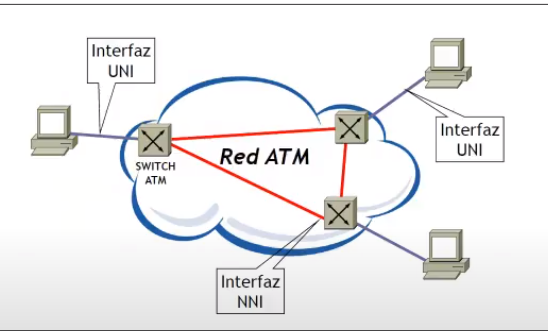 Interfaz
UNI
SWITCH
ATM
Red ATM
Interfaz
UNI
Interfaz
NNI